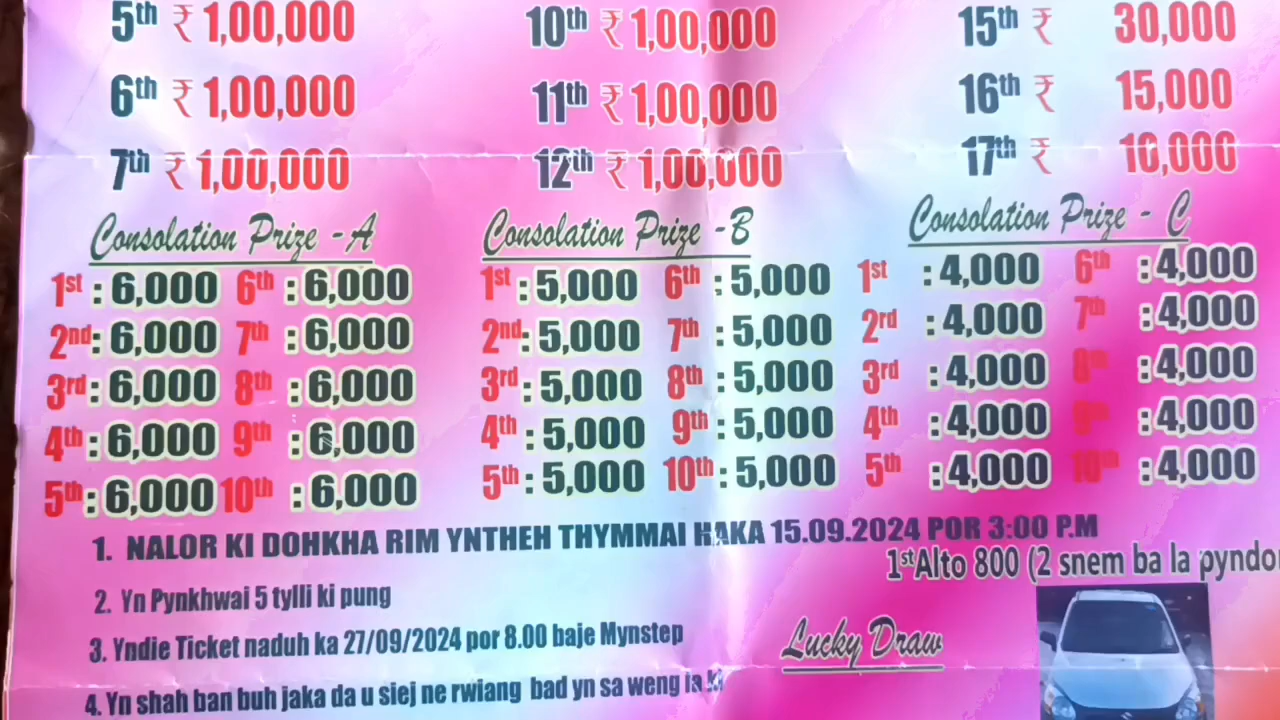 5th ₹ 1,00,000 10th ₹ 1,00,000 15th ₹ 30,000
6th ₹ 1,00,000 11th ₹ 1,00,000 16th ₹ 15,000
7th ₹ 1,00,000 12th ₹ 1,00,000 17th ₹ 10,000
Consolation Prize - A
1st : 6,000 6th : 6,000
2nd : 6,000 7th : 6,000
3rd : 6,000 8th : 6,000
4th : 6,000 9th : 6,000
5th : 6,000 10th : 6,000
Consolation Prize - B
1st : 5,000 6th : 5,000
2nd : 5,000 7th : 5,000
3rd : 5,000 8th : 5,000
4th : 5,000 9th : 5,000
5th : 5,000 10th : 5,000
Consolation Prize - C
1st : 4,000 6th : 4,000
2rd : 4,000 7th : 4,000
3rd : 4,000 8th : 4,000
4th : 4,000 9th : 4,000
5th : 4,000 10th : 4,000
1. NALOR KI DOHKHA RIM YNTHEH THYMMAI HAKA 15.09.2024 POR 3:00 P.M
1st Alto 800 (2 snem ba la pyndo
2. Yn Pynkhwai 5 tylli ki pung
3. Yndie Ticket naduh ka 27/09/2024 por 8.00 baje Mynstep
Lucky Draw
4. Yn shah ban buh jaka da u siej ne rwiang bad yn sa weng ia ki